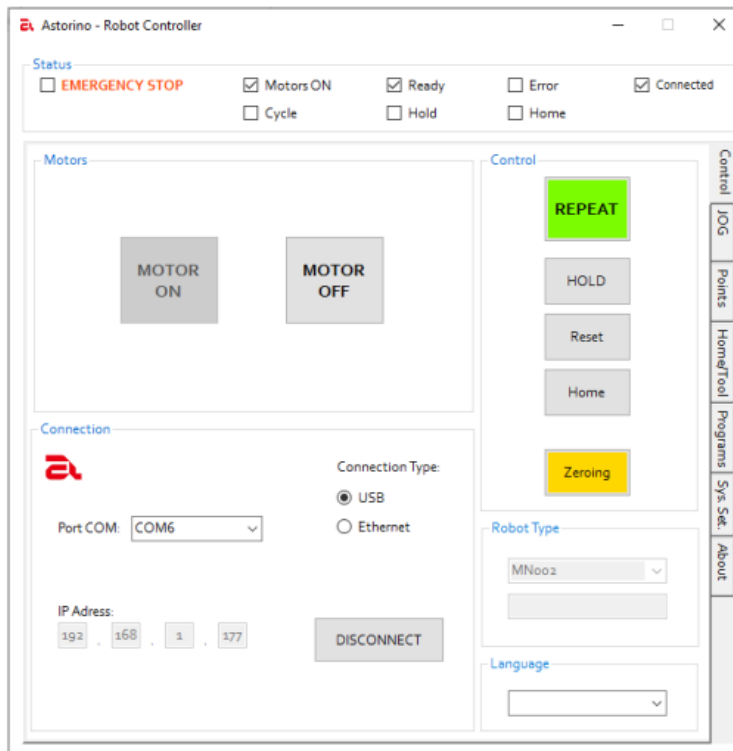 Astorino - Robot Controller
Status
EMERGENCY STOP
Motors ON
Ready
Error
Connected
Cycle
Hold
Home
Motors
MOTOR
ON
MOTOR
OFF
Control
REPEAT
HOLD
Reset
Home
Zeroing
Connection
Connection Type:
USB
Ethernet
Port COM:
COM6
IP Adress:
192 . 168 . 1 . 177
DISCONNECT
Robot Type
MN002
Language
Control
JOG
Points
Home/Tool
Programs
Sys. Set.
About